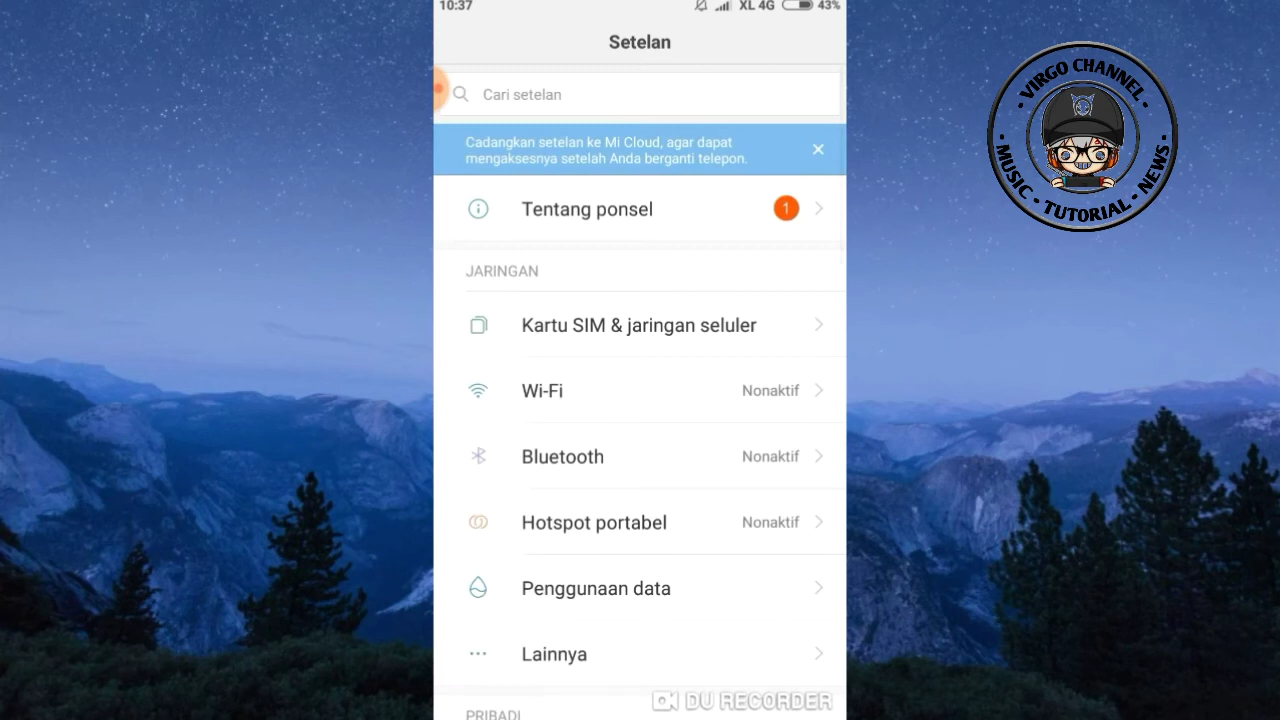 10:37
XL 4G
43%
Setelan
Cari setelan
Cadangkan setelan ke Mi Cloud, agar dapat
mengaksesnya setelah Anda berganti telepon.
Tentang ponsel
1
JARINGAN
Kartu SIM & jaringan seluler
Wi-Fi
Nonaktif
Bluetooth
Nonaktif
Hotspot portabel
Nonaktif
Penggunaan data
Lainnya
PRIBADI
DU RECORDER
• VIRGO CHANNEL •
• MUSIC • TUTORIAL • NEWS •